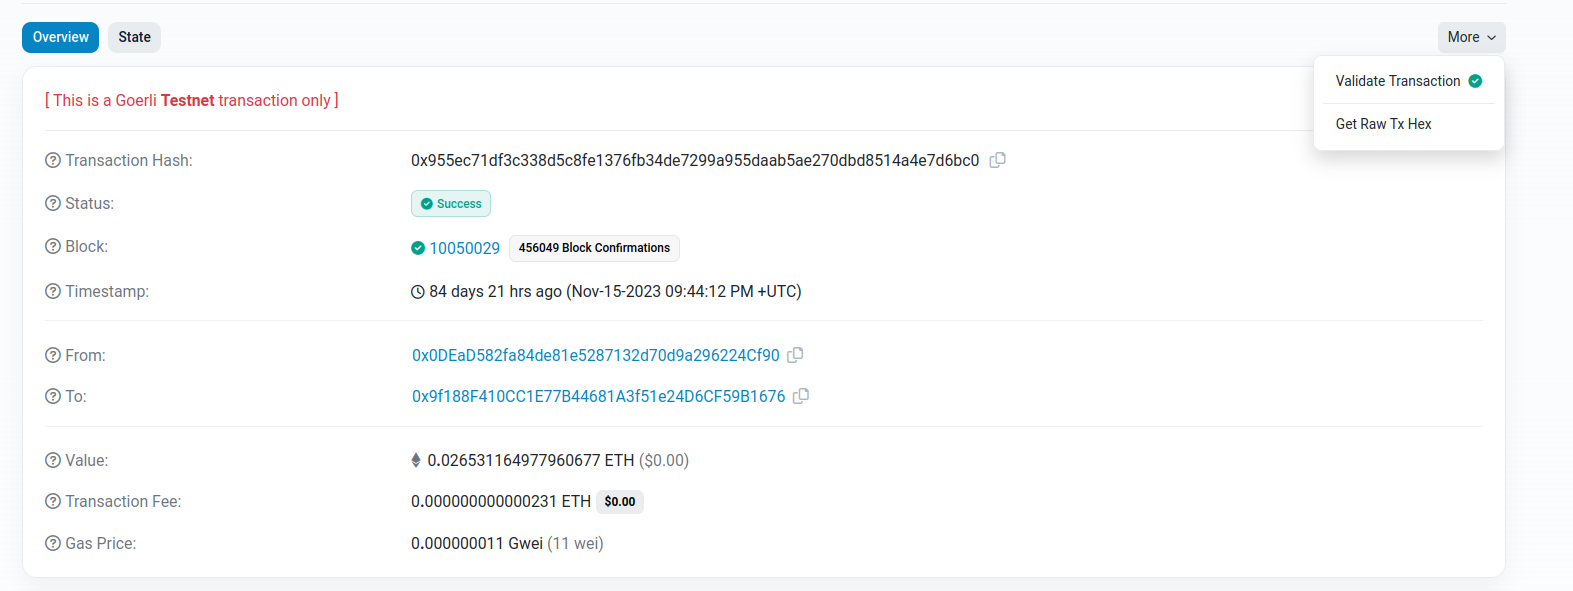 Overview State More
Validate Transaction
Get Raw Tx Hex
[ This is a Goerli Testnet transaction only ]
Transaction Hash: 0x955ec71df3c338d5c8fe1376fb34de7299a955daab5ae270dbd8514a4e7d6bc0
Status: Success
Block: 10050029 456049 Block Confirmations
Timestamp: 84 days 21 hrs ago (Nov-15-2023 09:44:12 PM +UTC)
From: 0x0DEaD582fa84de81e5287132d70d9a296224Cf90
To: 0x9f188F410CC1E77B44681A3f51e24D6CF59B1676
Value: 0.026531164977960677 ETH ($0.00)
Transaction Fee: 0.000000000000231 ETH $0.00
Gas Price: 0.000000011 Gwei (11 wei)